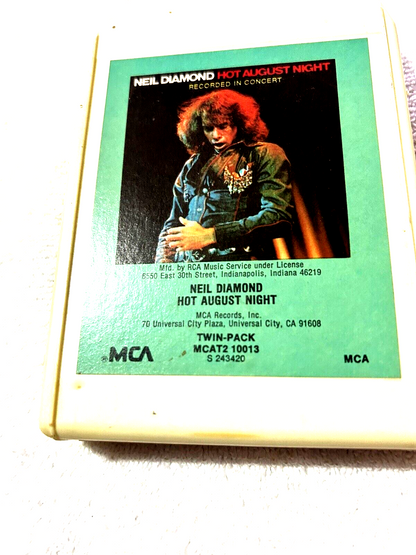 NEIL DIAMOND HOT AUGUST NIGHT
RECORDED IN CONCERT
Mfd. by RCA Music Service under License
6550 East 30th Street, Indianapolis, Indiana 46219
NEIL DIAMOND
HOT AUGUST NIGHT
MCA Records, Inc.
70 Universal City Plaza, Universal City, CA 91608
TWIN-PACK
®MCA MCAT2 10013 MCA
S 243420